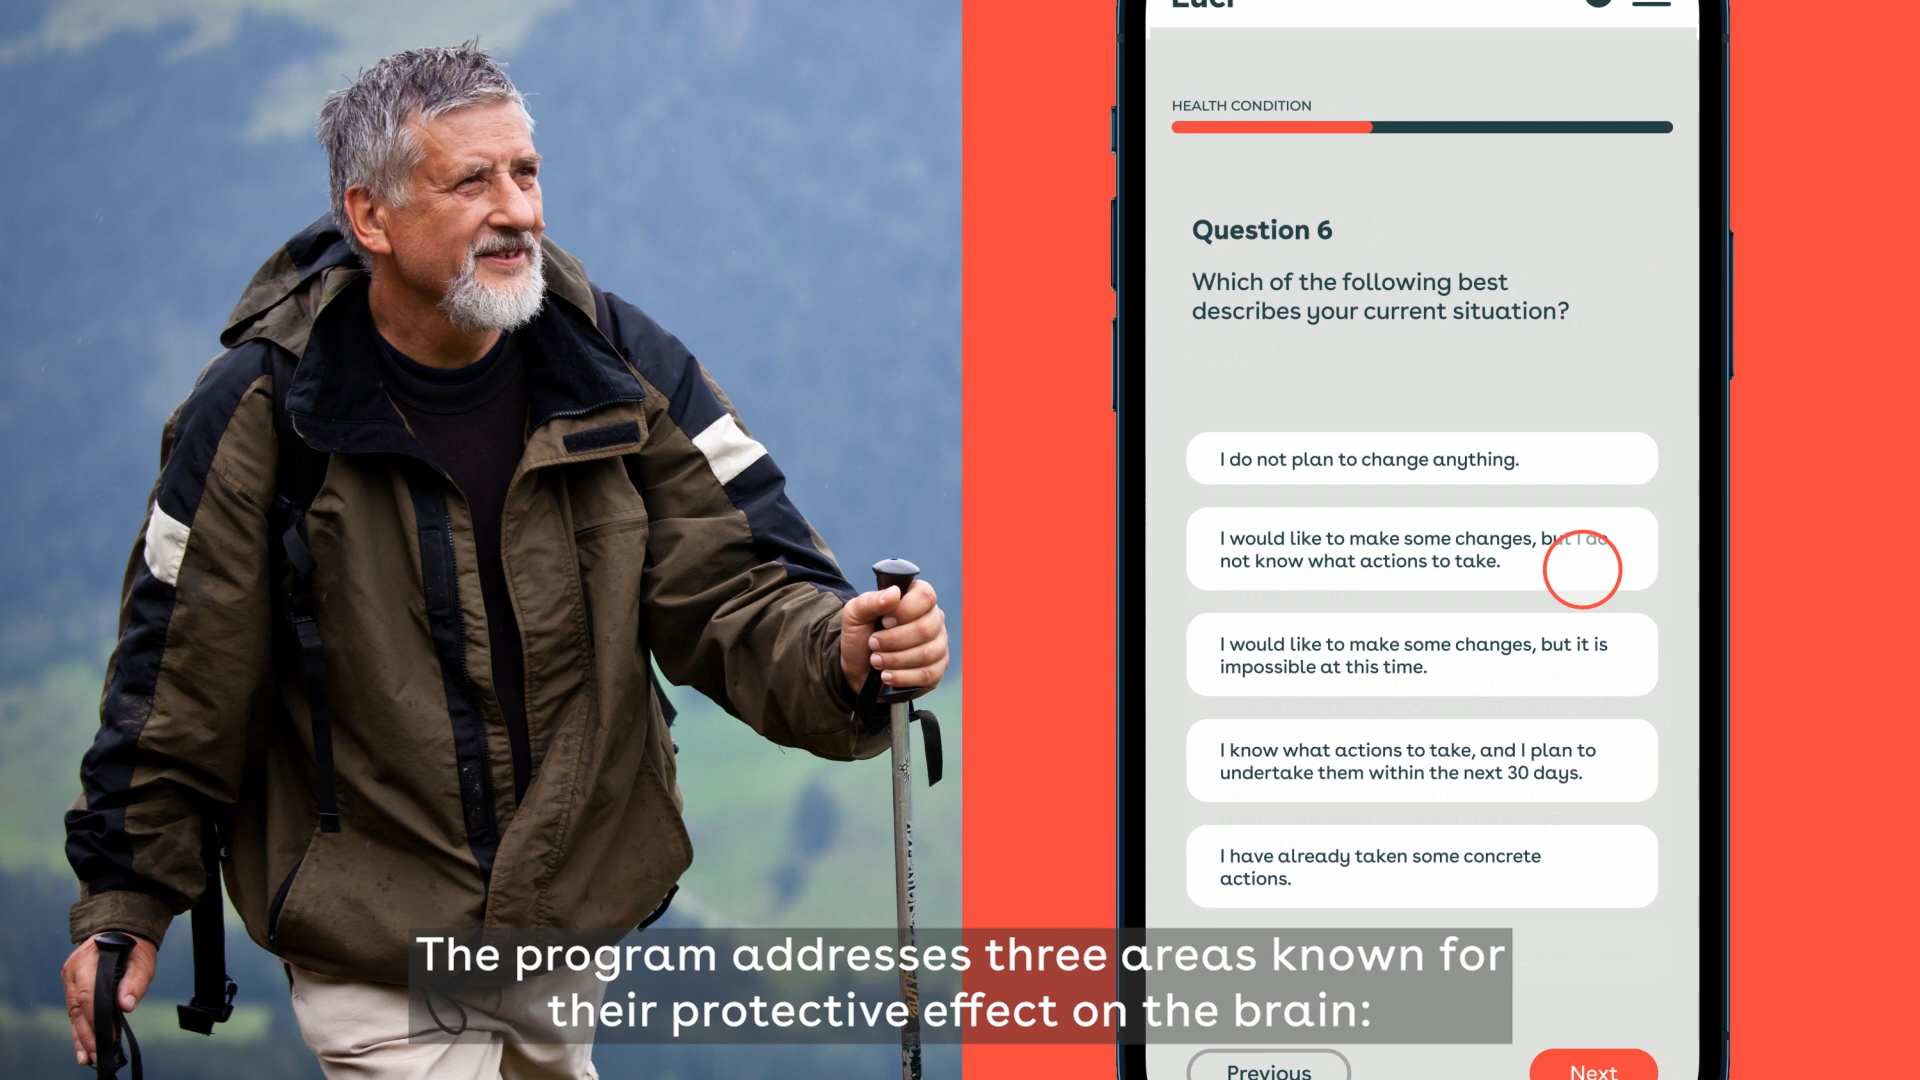 Luci
HEALTH CONDITION
Question 6
Which of the following best
describes your current situation?
I do not plan to change anything.
I would like to make some changes, but I do
not know what actions to take.
I would like to make some changes, but it is
impossible at this time.
I know what actions to take, and I plan to
undertake them within the next 30 days.
I have already taken some concrete
actions.
The program addresses three areas known for
their protective effect on the brain:
Previous
Next